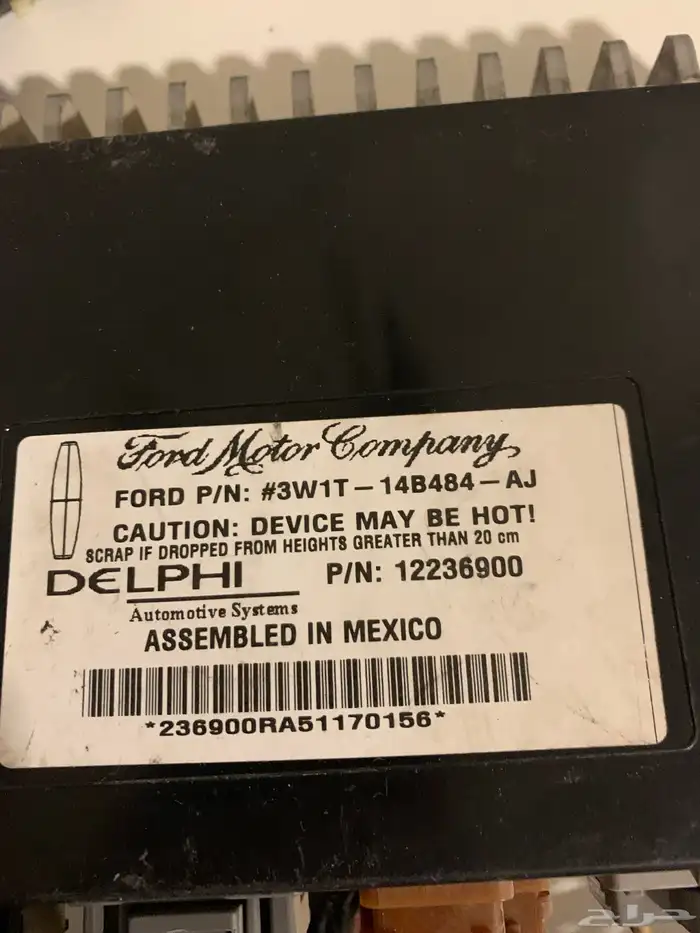 Ford Motor Company
FORD P/N: #3W1T-14B484-AJ
CAUTION: DEVICE MAY BE HOT!
SCRAP IF DROPPED FROM HEIGHTS GREATER THAN 20 cm
DELPHI P/N: 12236900
Automotive Systems
ASSEMBLED IN MEXICO
*236900RA51170156*
حراج